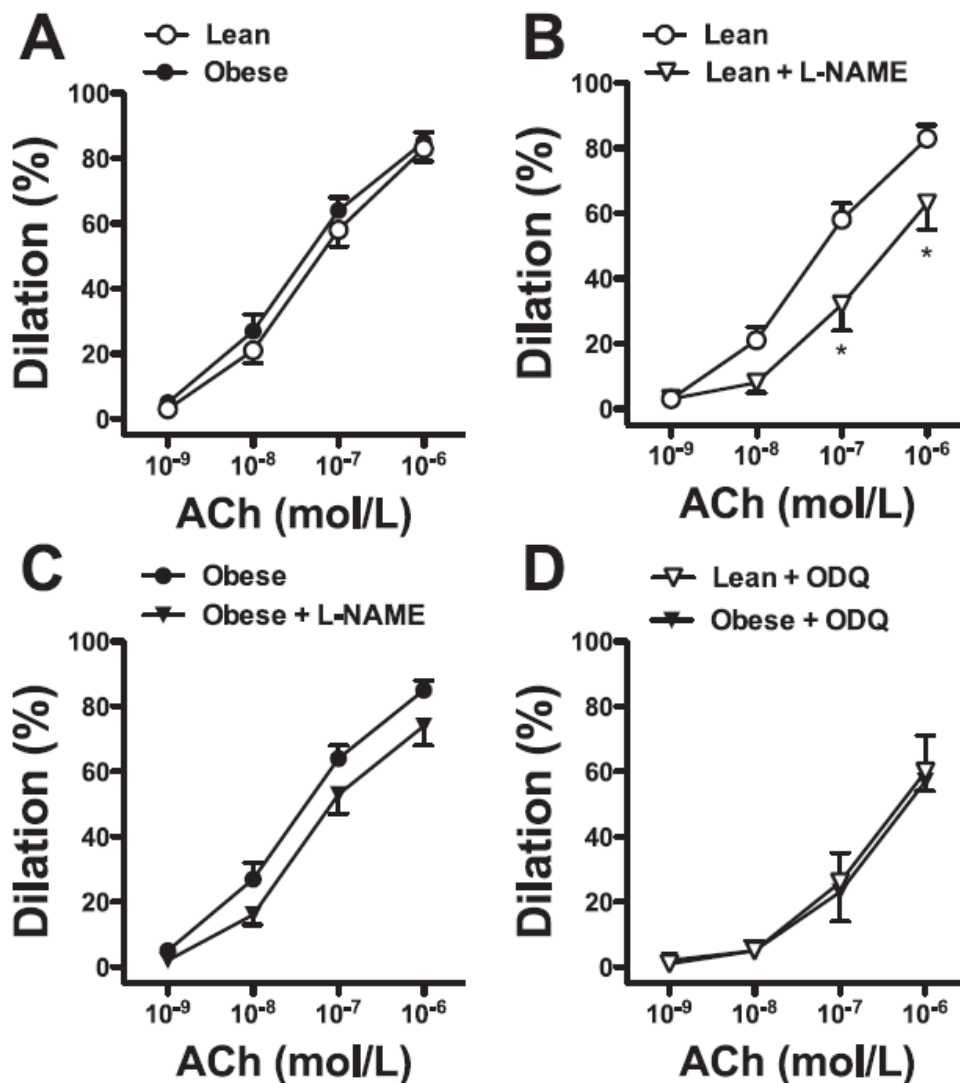 A
Lean
Obese
100
80
60
40
20
0
Dilation (%)
10-9 10-8 10-7 10-6
ACh (mol/L)
B
Lean
Lean + L-NAME
100
80
60
40
20
0
Dilation (%)
*
*
10-9 10-8 10-7 10-6
ACh (mol/L)
C
Obese
Obese + L-NAME
100
80
60
40
20
0
Dilation (%)
10-9 10-8 10-7 10-6
ACh (mol/L)
D
Lean + ODQ
Obese + ODQ
100
80
60
40
20
0
Dilation (%)
10-9 10-8 10-7 10-6
ACh (mol/L)